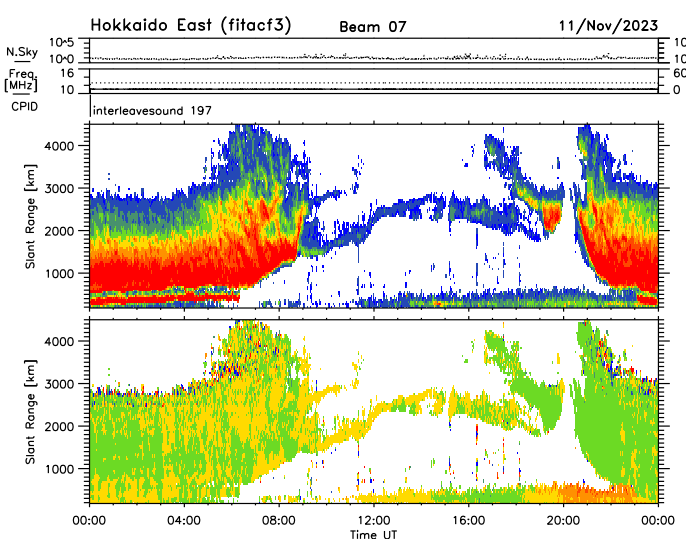 Hokkaido East (fitacf3) Beam 07 11/Nov/2023
N.Sky 10^5 10^0 10 10
Freq. [MHz] 16 10 60 0
CPID interleavesound 197
Slant Range [km] 4000 3000 2000 1000
Slant Range [km] 4000 3000 2000 1000
00:00 04:00 08:00 12:00 16:00 20:00 00:00
Time UT